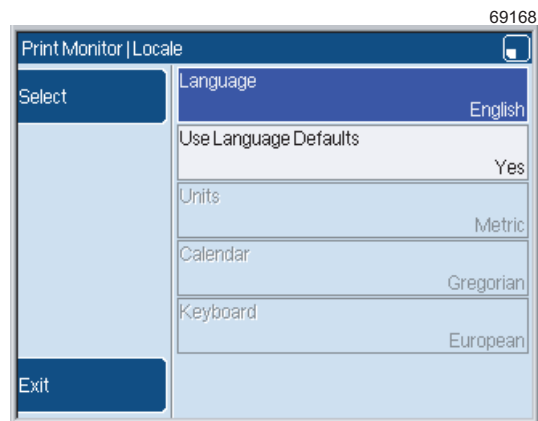 69168
Print Monitor | Locale
Select
Language
English
Use Language Defaults
Yes
Units
Metric
Calendar
Gregorian
Keyboard
European
Exit